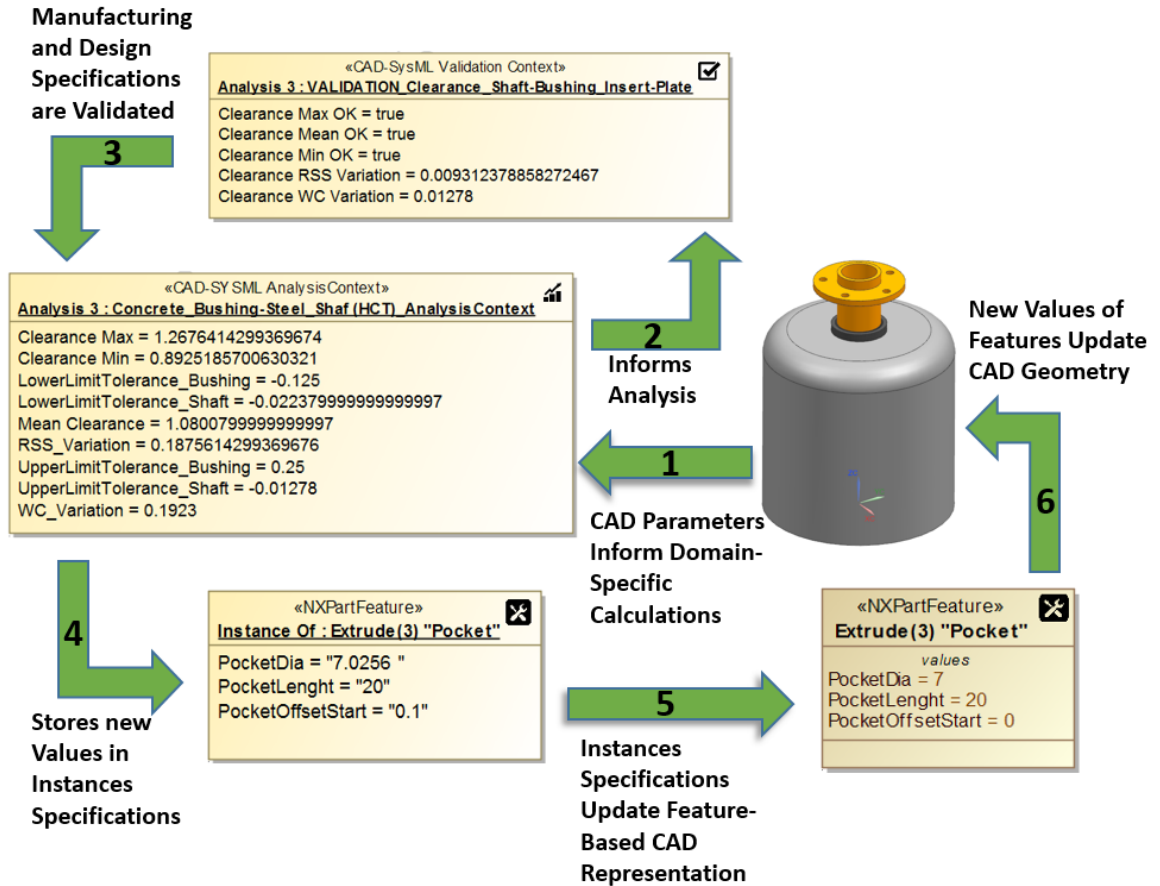 Manufacturing
and Design
Specifications
are Validated
3
«CAD-SysML Validation Context»
Analysis 3 : VALIDATION_Clearance_Shaft-Bushing_Insert-Plate
Clearance Max OK = true
Clearance Mean OK = true
Clearance Min OK = true
Clearance RSS Variation = 0.009312378858272467
Clearance WC Variation = 0.01278
«CAD-SYSML AnalysisContext»
Analysis 3 : Concrete_Bushing-Steel_Shaf (HCT)_AnalysisContext
Clearance Max = 1.2676414299369674
Clearance Min = 0.8925185700630321
LowerLimitTolerance_Bushing = -0.125
LowerLimitTolerance_Shaft = -0.022379999999999997
Mean Clearance = 1.0800799999999997
RSS_Variation = 0.1875614299369676
UpperLimitTolerance_Bushing = 0.25
UpperLimitTolerance_Shaft = -0.01278
WC_Variation = 0.1923
2
Informs
Analysis
1
CAD Parameters
Inform Domain-
Specific
Calculations
New Values of
Features Update
CAD Geometry
6
4
Stores new
Values in
Instances
Specifications
«NXPartFeature»
Instance Of : Extrude(3) "Pocket"
PocketDia = "7.0256 "
PocketLenght = "20"
PocketOffsetStart = "0.1"
5
Instances
Specifications
Update Feature-
Based CAD
Representation
«NXPartFeature»
Extrude(3) "Pocket"
values
PocketDia = 7
PocketLenght = 20
PocketOffsetStart = 0